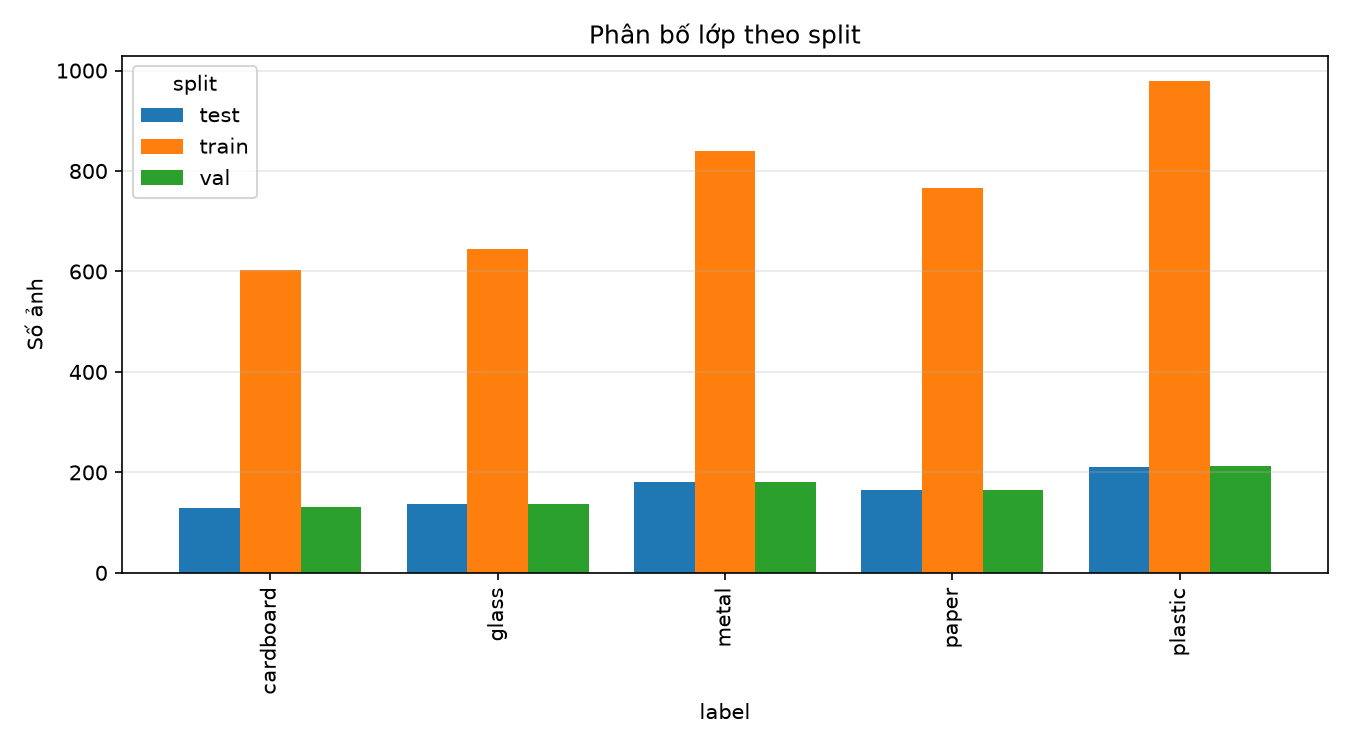 Phân bố lớp theo split
split
test
train
val
1000
800
600
400
200
0
Số ảnh
cardboard
glass
metal
paper
plastic
label